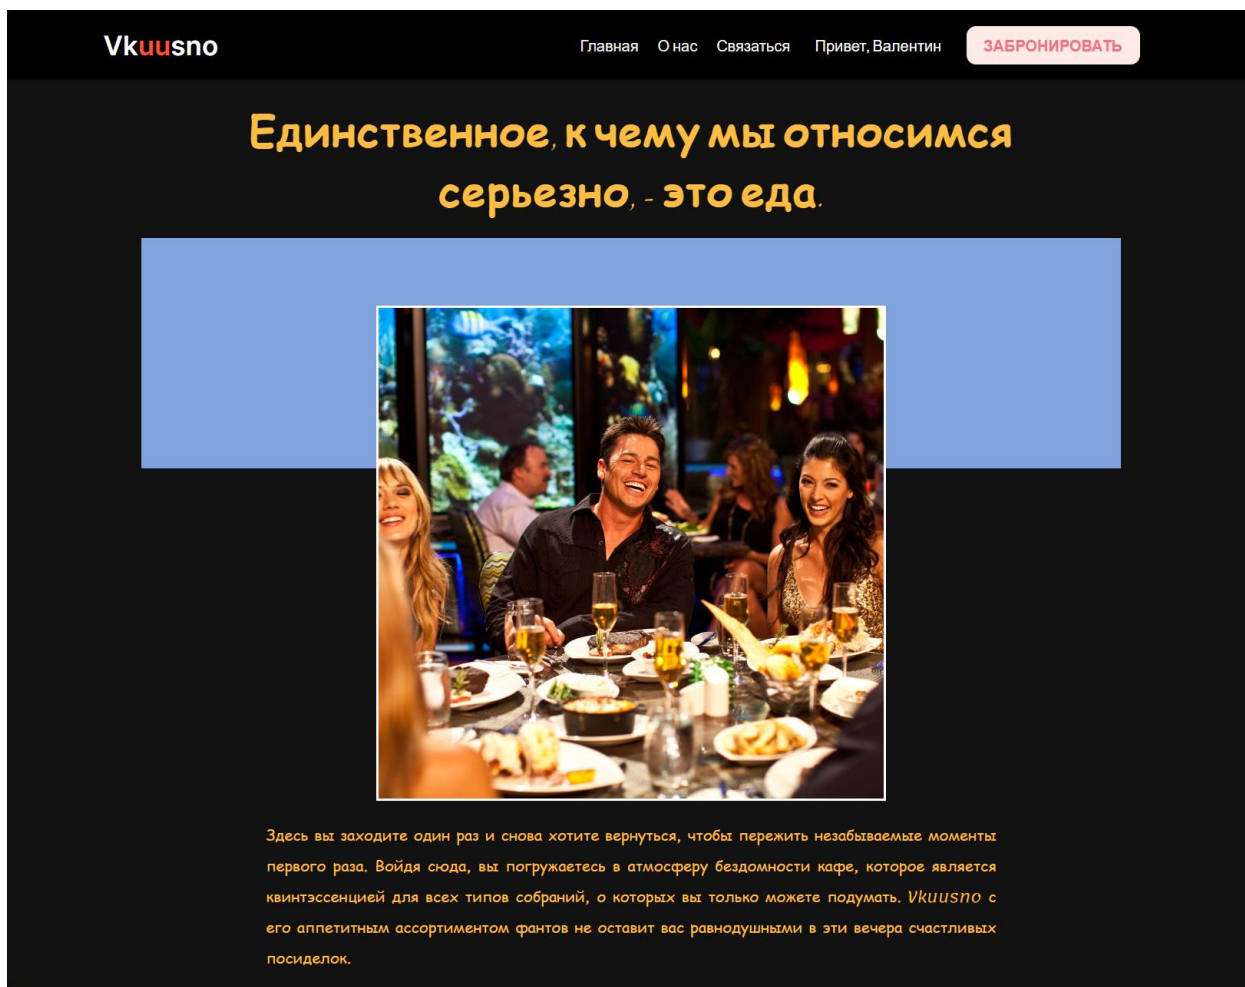 Vkuusno
Главная О нас Связаться Привет, Валентин ЗАБРОНИРОВАТЬ
Единственное, к чему мы относимся
серьезно, - это еда.
Здесь вы заходите один раз и снова хотите вернуться, чтобы пережить незабываемые моменты
первого раза. Войдя сюда, вы погружаетесь в атмосферу бездомности кафе, которое является
квинтэссенцией для всех типов собраний, о которых вы только можете подумать. Vkuusno с
его аппетитным ассортиментом фантов не оставит вас равнодушными в эти вечера счастливых
посиделок.